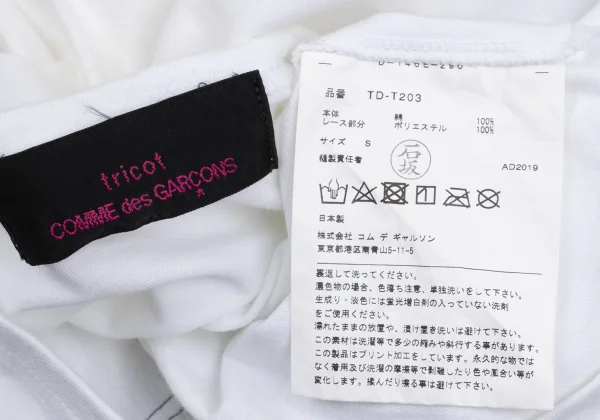 tricot
COMME des GARÇONS
品番 TD-T203
本体 綿 100%
レース部分 ポリエステル 100%
サイズ S
縫製責任者 石坂
AD2019
日本製
株式会社 コム デ ギャルソン
東京都港区南青山5-11-5
裏返して洗ってください。
濃色物の場合、色落ち注意、単独洗いをして下さい。
生成り・淡色には蛍光増白剤の入っていない洗剤
をご使用ください。
濡れたままの放置や、漬け置き洗いは避けて下さい。
この素材は洗濯等で多少の縮みや斜行する事があります。
この製品はプリント加工をしています。永久的な物では
なく着用及び洗濯の摩擦等で剥離したり色や風合い等が
変化します。揉んだり擦る事は避けて下さい。